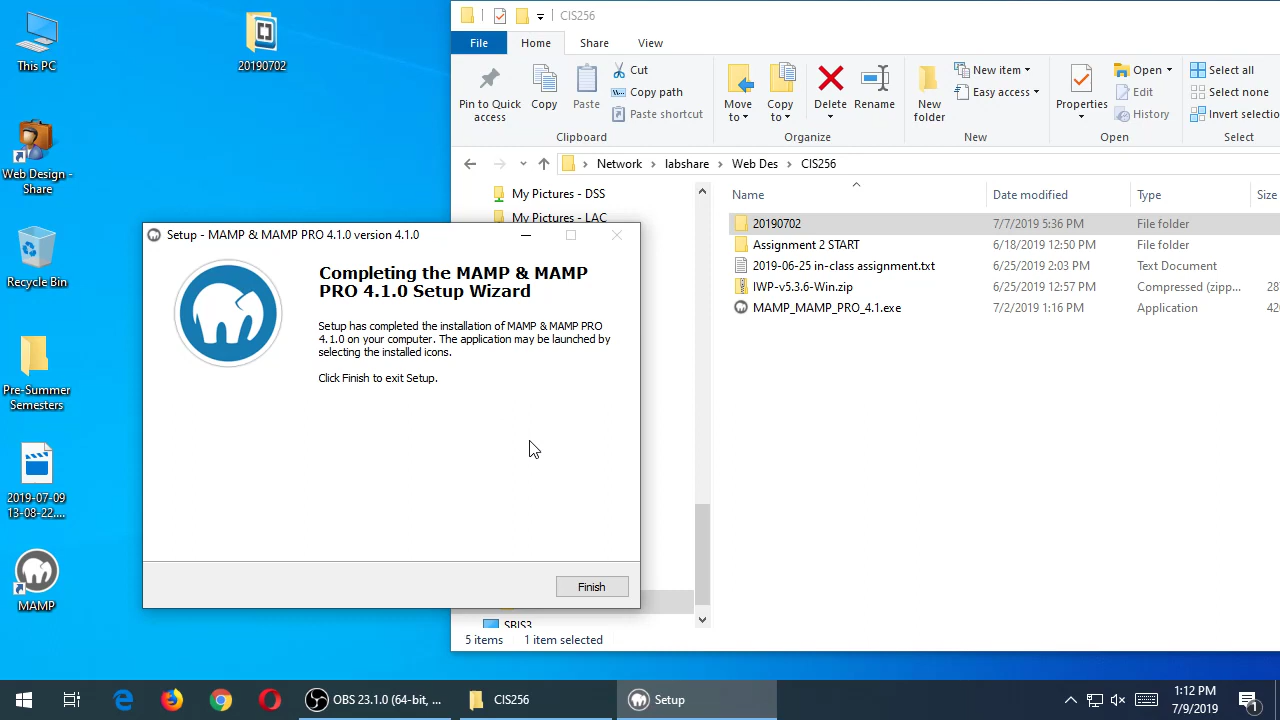 This PC
20190702
Web Design -
Share
Recycle Bin
Pre-Summer
Semesters
2019-07-09
13-08-22....
MAMP
CIS256
File
Home
Share
View
Pin to Quick
access
Copy
Paste
Cut
Copy path
Paste shortcut
Clipboard
Move
to
Copy
to
Delete
Rename
Organize
New
folder
New item
Easy access
New
Properties
Open
Edit
History
Open
Select all
Select none
Invert selectio
Select
Network
labshare
Web Des
CIS256
My Pictures - DSS
My Pictures - LAC
SBIS3
Name
Date modified
Type
Size
20190702
7/7/2019 5:36 PM
File folder
Assignment 2 START
6/18/2019 12:50 PM
File folder
2019-06-25 in-class assignment.txt
6/25/2019 2:03 PM
Text Document
IWP-v5.3.6-Win.zip
6/25/2019 12:57 PM
Compressed (zipp...
28
MAMP_MAMP_PRO_4.1.exe
7/2/2019 1:16 PM
Application
42
5 items
1 item selected
Setup - MAMP & MAMP PRO 4.1.0 version 4.1.0
Completing the MAMP & MAMP
PRO 4.1.0 Setup Wizard
Setup has completed the installation of MAMP & MAMP PRO
4.1.0 on your computer. The application may be launched by
selecting the installed icons.
Click Finish to exit Setup.
Finish
OBS 23.1.0 (64-bit, ...
CIS256
Setup
1:12 PM
7/9/2019
1